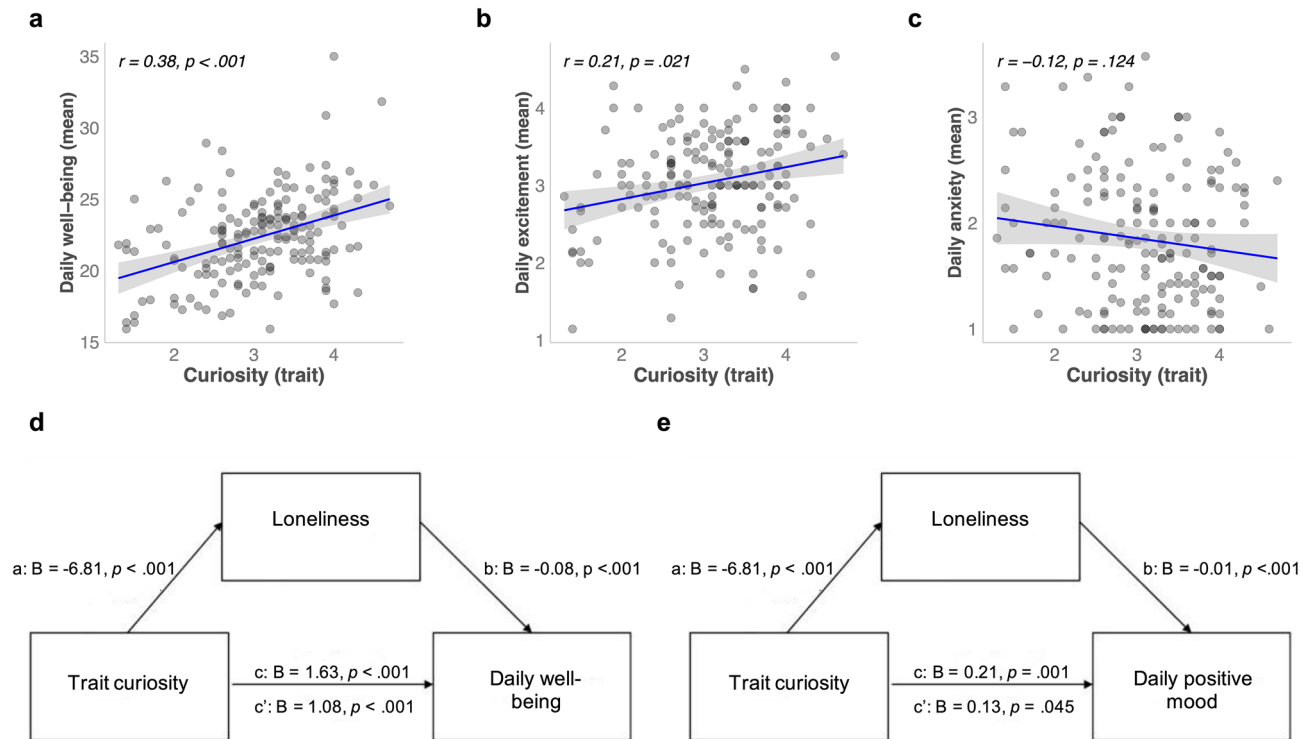 a
r = 0.38, p < .001
Daily well–being (mean)
35
30
25
20
15
2
3
4
Curiosity (trait)
b
r = 0.21, p = .021
Daily excitement (mean)
4
3
2
1
2
3
4
Curiosity (trait)
c
r = −0.12, p = .124
Daily anxiety (mean)
3
2
1
2
3
4
Curiosity (trait)
d
Loneliness
a: B = -6.81, p < .001
b: B = -0.08, p <.001
Trait curiosity
c: B = 1.63, p < .001
c': B = 1.08, p < .001
Daily well-
being
e
Loneliness
a: B = -6.81, p < .001
b: B = -0.01, p <.001
Trait curiosity
c: B = 0.21, p = .001
c': B = 0.13, p = .045
Daily positive
mood